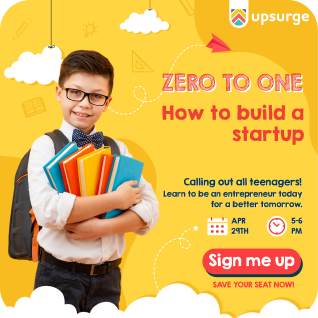 upsurge
ZERO TO ONE
How to build a
startup
Calling out all teenagers!
Learn to be an entrepreneur today
for a better tomorrow.
APR
29TH
5-6
PM
Sign me up
SAVE YOUR SEAT NOW!